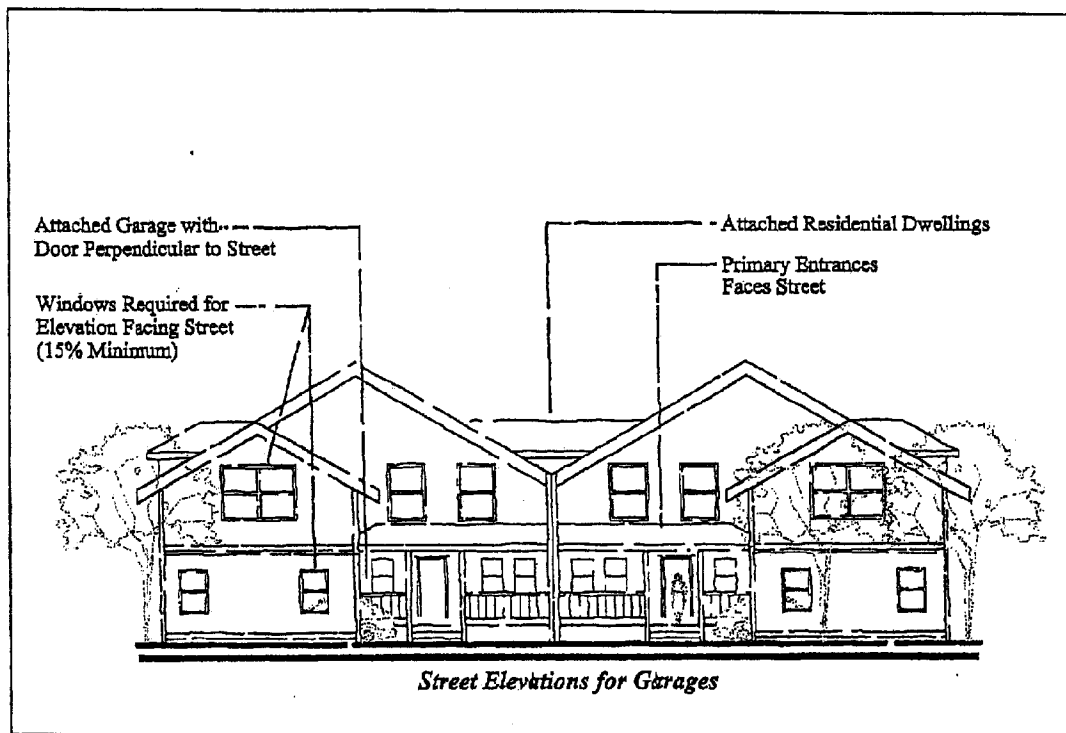 Attached Garage with
Door Perpendicular to Street
Windows Required for
Elevation Facing Street
(15% Minimum)
Attached Residential Dwellings
Primary Entrances
Faces Street
Street Elevations for Garages